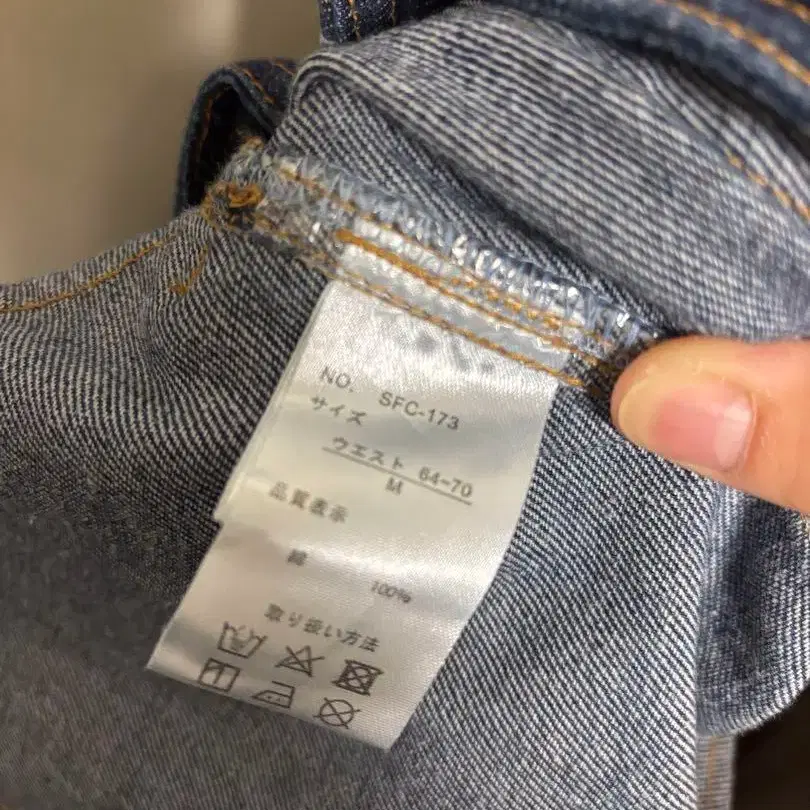 NO. SFC-173
サイズ
ウエスト 64-70
M
品質表示
綿 100%
取り扱い方法